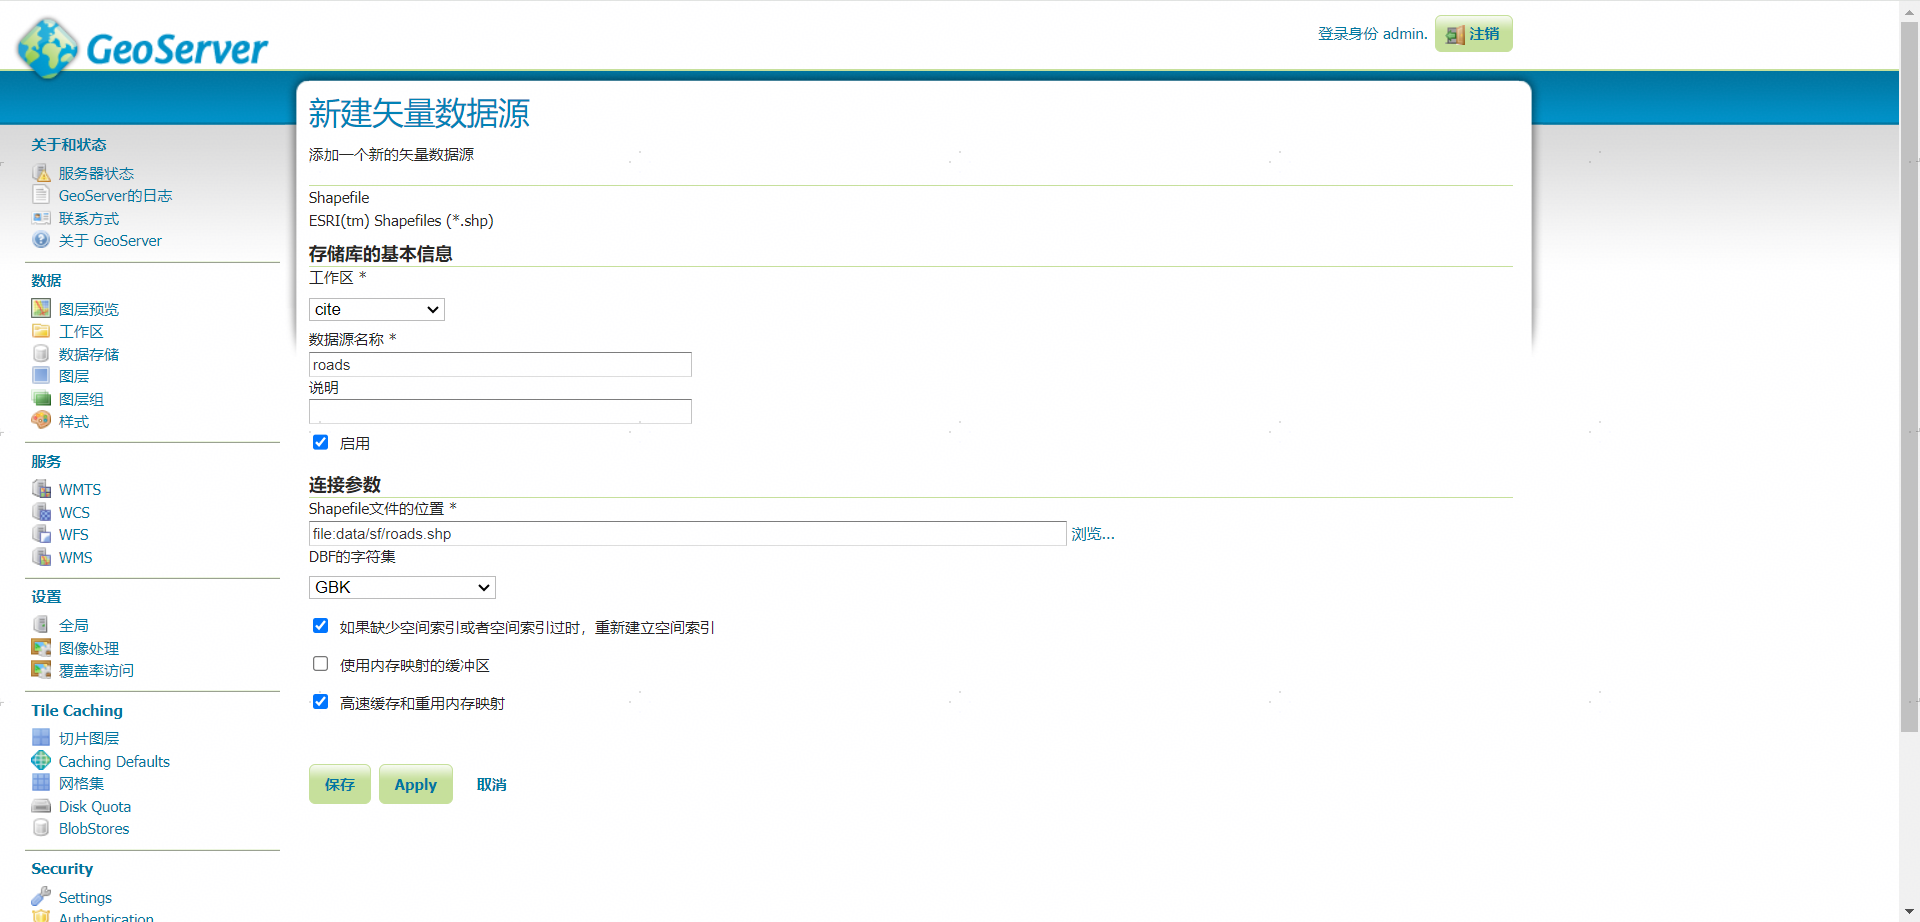 GeoServer
登录身份 admin.
注销
关于和状态
服务器状态
GeoServer的日志
联系方式
关于 GeoServer
数据
图层预览
工作区
数据存储
图层
图层组
样式
服务
WMTS
WCS
WFS
WMS
设置
全局
图像处理
覆盖率访问
Tile Caching
切片图层
Caching Defaults
网格集
Disk Quota
BlobStores
Security
Settings
Authentication
新建矢量数据源
添加一个新的矢量数据源
Shapefile
ESRI(tm) Shapefiles (*.shp)
存储库的基本信息
工作区 *
cite
数据源名称 *
roads
说明
启用
连接参数
Shapefile文件的位置 *
file:data/sf/roads.shp 浏览...
DBF的字符集
GBK
如果缺少空间索引或者空间索引过时，重新建立空间索引
使用内存映射的缓冲区
高速缓存和重用内存映射
保存 Apply 取消